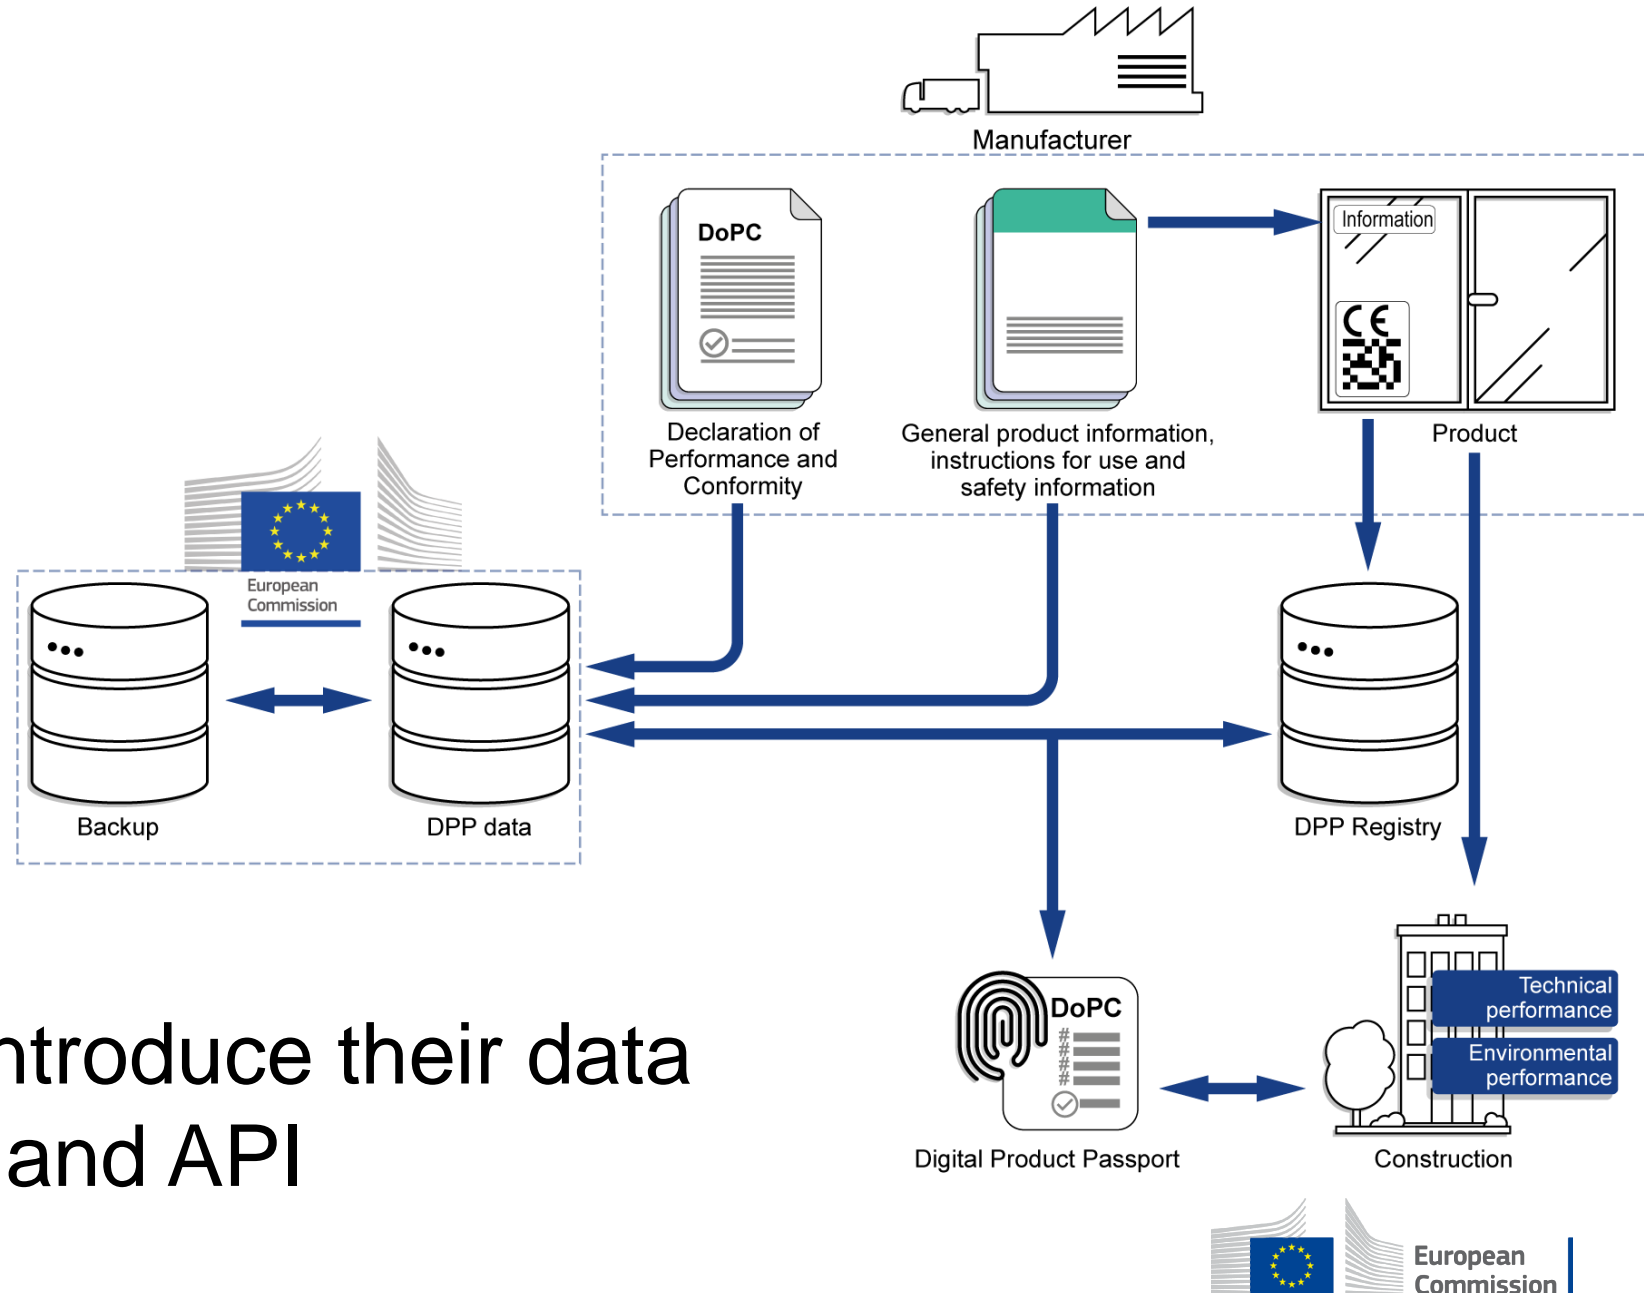 Manufacturer
DoPC
Information
CE
Declaration of
Performance and
Conformity
General product information,
instructions for use and
safety information
Product
European
Commission
Backup
DPP data
DPP Registry
DoPC
#
#
#
#
Technical
performance
Environmental
performance
Digital Product Passport
Construction
ntroduce their data
and API
European
Commission